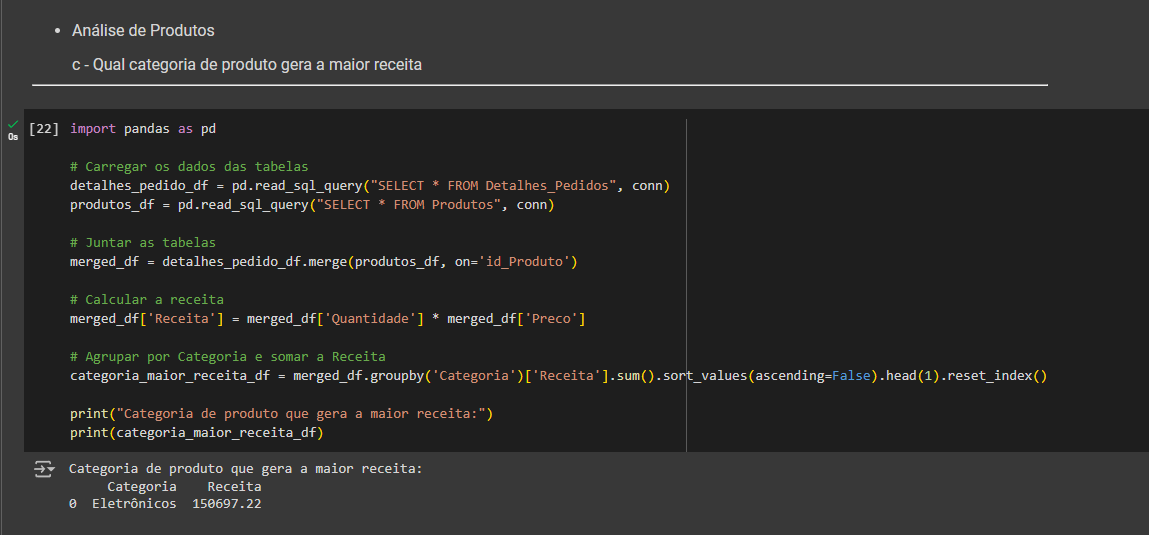 • Análise de Produtos
c - Qual categoria de produto gera a maior receita
0s
[22] import pandas as pd
# Carregar os dados das tabelas
detalhes_pedido_df = pd.read_sql_query("SELECT * FROM Detalhes_Pedidos", conn)
produtos_df = pd.read_sql_query("SELECT * FROM Produtos", conn)
# Juntar as tabelas
merged_df = detalhes_pedido_df.merge(produtos_df, on='id_Produto')
# Calcular a receita
merged_df['Receita'] = merged_df['Quantidade'] * merged_df['Preco']
# Agrupar por Categoria e somar a Receita
categoria_maior_receita_df = merged_df.groupby('Categoria')['Receita'].sum().sort_values(ascending=False).head(1).reset_index()
print("Categoria de produto que gera a maior receita:")
print(categoria_maior_receita_df)
Categoria de produto que gera a maior receita:
Categoria Receita
0 Eletrônicos 150697.22